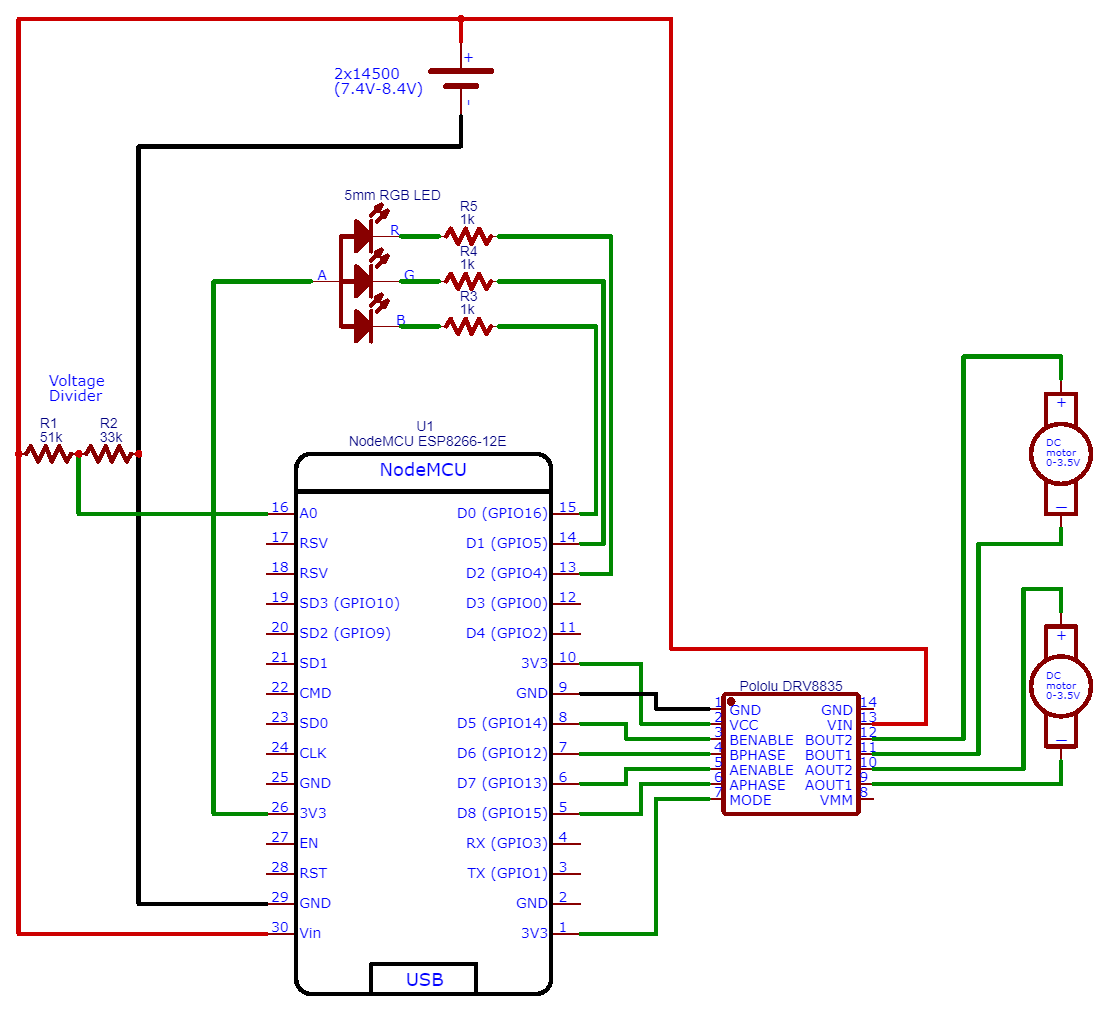 +
2x14500
(7.4V-8.4V)
-
5mm RGB LED
R
R5
1k
A
G
R4
1k
B
R3
1k
Voltage
Divider
R1
51k
R2
33k
U1
NodeMCU ESP8266-12E
NodeMCU
16 A0
17 RSV
18 RSV
19 SD3 (GPIO10)
20 SD2 (GPIO9)
21 SD1
22 CMD
23 SD0
24 CLK
25 GND
26 3V3
27 EN
28 RST
29 GND
30 Vin
D0 (GPIO16) 15
D1 (GPIO5) 14
D2 (GPIO4) 13
D3 (GPIO0) 12
D4 (GPIO2) 11
3V3 10
GND 9
D5 (GPIO14) 8
D6 (GPIO12) 7
D7 (GPIO13) 6
D8 (GPIO15) 5
RX (GPIO3) 4
TX (GPIO1) 3
GND 2
3V3 1
USB
Pololu DRV8835
1 GND
2 VCC
3 BENABLE
4 BPHASE
5 AENABLE
6 APHASE
7 MODE
GND 14
VIN 13
BOUT2 12
BOUT1 11
AOUT2 10
AOUT1 9
VMM 8
+
DC
motor
0-3.5V
–
+
DC
motor
0-3.5V
–